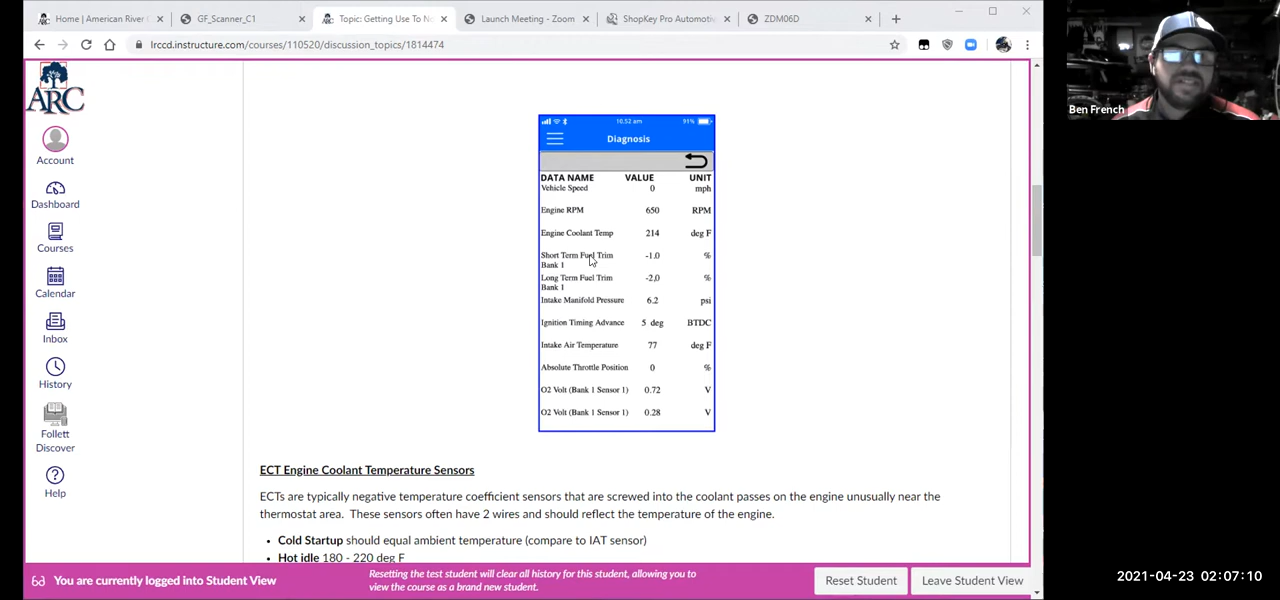 Home | American River
GF_Scanner_C1
Topic: Getting Use To No
Launch Meeting - Zoom
ShopKey Pro Automotiv
ZDM06D
lrccd.instructure.com/courses/110520/discussion_topics/1814474
Ben French
ARC
Account
Dashboard
Courses
Calendar
Inbox
History
Follett
Discover
Help
10.52 am 91%
Diagnosis
DATA NAME VALUE UNIT
Vehicle Speed 0 mph
Engine RPM 650 RPM
Engine Coolant Temp 214 deg F
Short Term Fuel Trim -1.0 %
Bank 1
Long Term Fuel Trim -2.0 %
Bank 1
Intake Manifold Pressure 6.2 psi
Ignition Timing Advance 5 deg BTDC
Intake Air Temperature 77 deg F
Absolute Throttle Position 0 %
O2 Volt (Bank 1 Sensor 1) 0.72 V
O2 Volt (Bank 1 Sensor 1) 0.28 V
ECT Engine Coolant Temperature Sensors
ECTs are typically negative temperature coefficient sensors that are screwed into the coolant passes on the engine unusually near the
thermostat area. These sensors often have 2 wires and should reflect the temperature of the engine.
• Cold Startup should equal ambient temperature (compare to IAT sensor)
• Hot idle 180 - 220 deg F
You are currently logged into Student View
Resetting the test student will clear all history for this student, allowing you to
view the course as a brand new student.
Reset Student
Leave Student View
2021-04-23 02:07:10